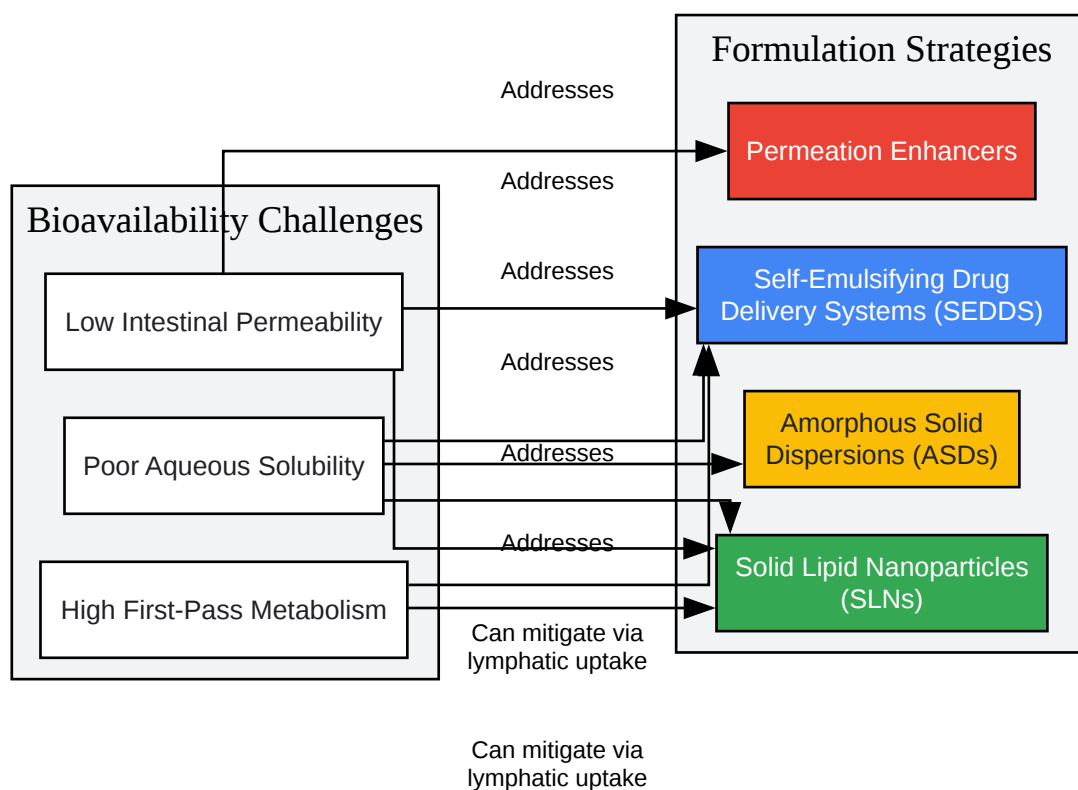 Formulation Strategies
Addresses
Permeation Enhancers
Addresses
Bioavailability Challenges
Addresses
Self-Emulsifying Drug
Delivery Systems (SEDDS)
Low Intestinal Permeability
Addresses
Amorphous Solid
Dispersions (ASDs)
Poor Aqueous Solubility
Addresses
Addresses
Solid Lipid Nanoparticles
(SLNs)
High First-Pass Metabolism
Can mitigate via
lymphatic uptake
Can mitigate via
lymphatic uptake